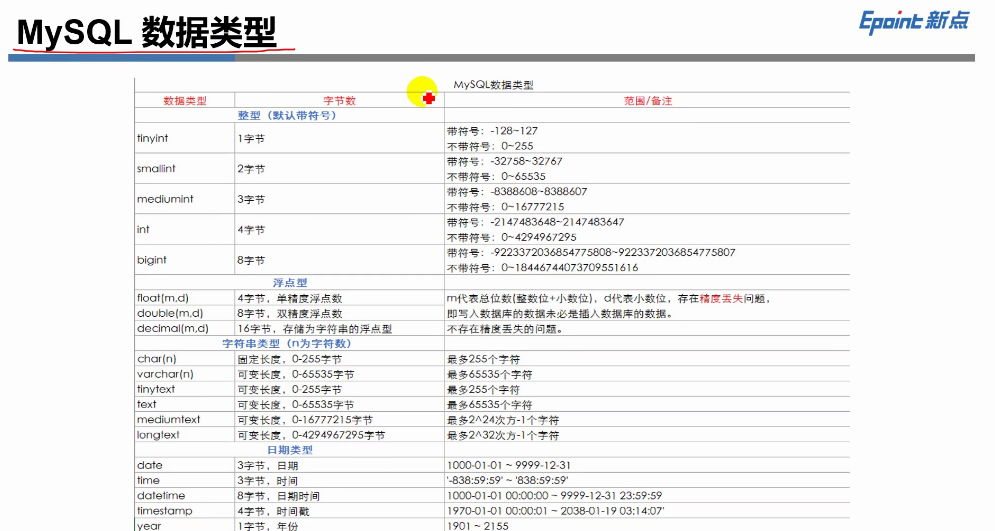 MySQL 数据类型
Epoint 新点
MySQL数据类型
数据类型 字节数 范围/备注
整型（默认带符号）
tinyint 1字节 带符号：-128~127
不带符号：0~255
smallint 2字节 带符号：-32758~32767
不带符号：0~65535
mediumint 3字节 带符号：-8388608~8388607
不带符号：0~16777215
int 4字节 带符号：-2147483648~2147483647
不带符号：0~4294967295
bigint 8字节 带符号：-9223372036854775808~9223372036854775807
不带符号：0~18446744073709551616
浮点型
float(m,d) 4字节，单精度浮点数 m代表总位数(整数位+小数位)，d代表小数位，存在精度丢失问题，
double(m,d) 8字节，双精度浮点数 即写入数据库的数据未必是插入数据库的数据。
decimal(m,d) 16字节，存储为字符串的浮点型 不存在精度丢失的问题。
字符串类型（n为字符数）
char(n) 固定长度，0-255字节 最多255个字符
varchar(n) 可变长度，0-65535字节 最多65535个字符
tinytext 可变长度，0-255字节 最多255个字符
text 可变长度，0-65535字节 最多65535个字符
mediumtext 可变长度，0-16777215字节 最多2^24次方-1个字符
longtext 可变长度，0-4294967295字节 最多2^32次方-1个字符
日期类型
date 3字节，日期 1000-01-01 ~ 9999-12-31
time 3字节，时间 '-838:59:59' ~ '838:59:59'
datetime 8字节，日期时间 1000-01-01 00:00:00 ~ 9999-12-31 23:59:59
timestamp 4字节，时间戳 1970-01-01 00:00:01 ~ 2038-01-19 03:14:07'
year 1字节，年份 1901 ~ 2155